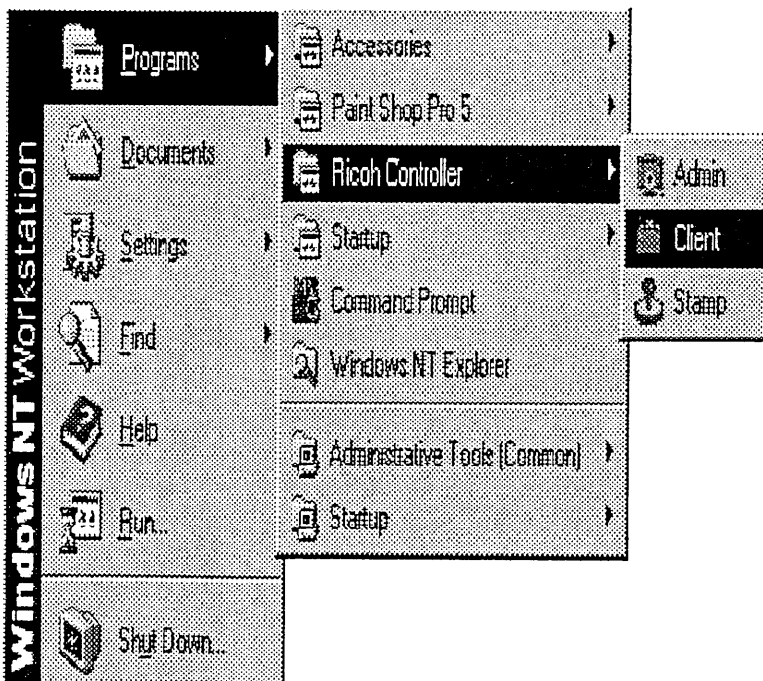 Windows NT Workstation
Programs
Documents
Settings
Find
Help
Run...
Shut Down...
Accessories
Paint Shop Pro 5
Ricoh Controller
Startup
Command Prompt
Windows NT Explorer
Administrative Tools (Common)
Startup
Admin
Client
Stamp